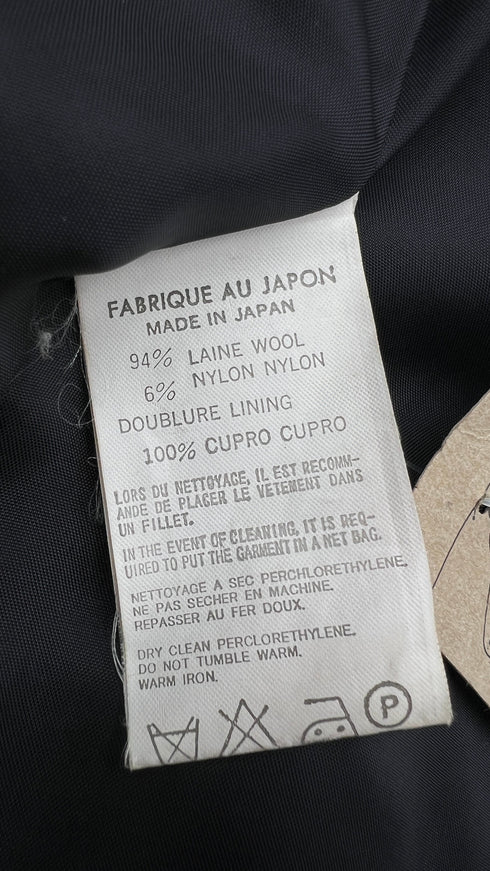 FABRIQUE AU JAPON
MADE IN JAPAN
94% LAINE WOOL
6% NYLON NYLON
DOUBLURE LINING
100% CUPRO CUPRO
LORS DU NETTOYAGE, IL EST RECOMM-
ANDE DE PLACER LE VETEMENT DANS
UN FILLET.
IN THE EVENT OF CLEANING, IT IS REQ-
UIRED TO PUT THE GARMENT IN A NET BAG.
NETTOYAGE A SEC PERCHLORETHYLENE.
NE PAS SECHER EN MACHINE.
REPASSER AU FER DOUX.
DRY CLEAN PERCLORETHYLENE.
DO NOT TUMBLE WARM.
WARM IRON.
P